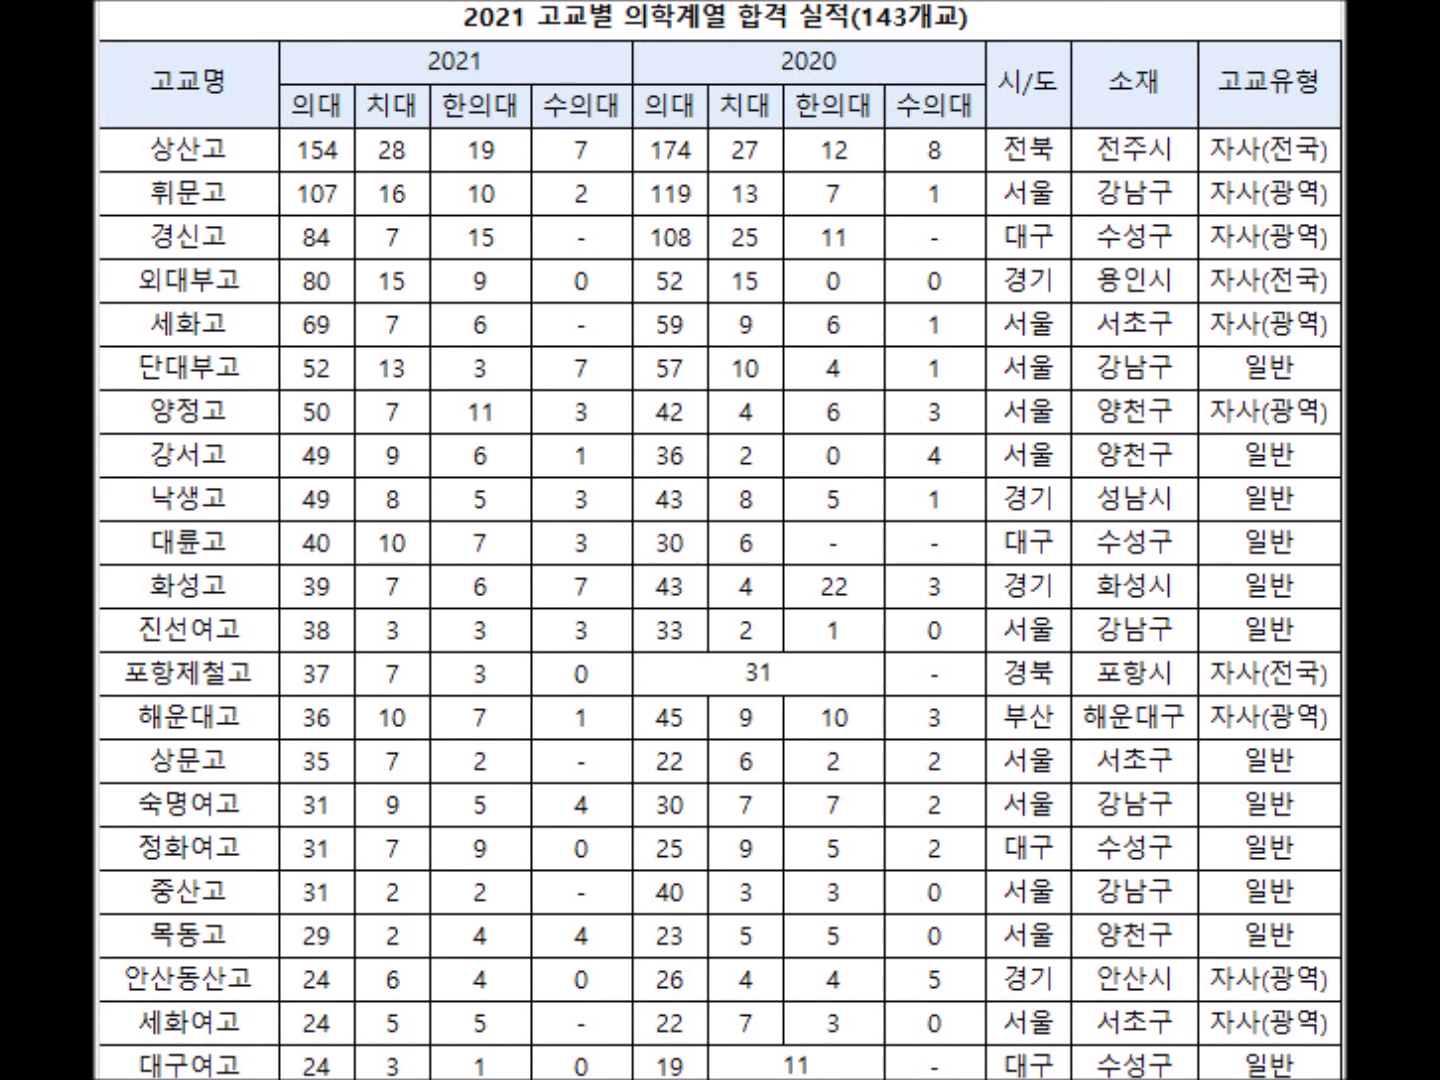 2021 고교별 의학계열 합격 실적(143개교)
고교명 2021 2020 시/도 소재 고교유형
의대 치대 한의대 수의대 의대 치대 한의대 수의대
상산고 154 28 19 7 174 27 12 8 전북 전주시 자사(전국)
휘문고 107 16 10 2 119 13 7 1 서울 강남구 자사(광역)
경신고 84 7 15 - 108 25 11 - 대구 수성구 자사(광역)
외대부고 80 15 9 0 52 15 0 0 경기 용인시 자사(전국)
세화고 69 7 6 - 59 9 6 1 서울 서초구 자사(광역)
단대부고 52 13 3 7 57 10 4 1 서울 강남구 일반
양정고 50 7 11 3 42 4 6 3 서울 양천구 자사(광역)
강서고 49 9 6 1 36 2 0 4 서울 양천구 일반
낙생고 49 8 5 3 43 8 5 1 경기 성남시 일반
대륜고 40 10 7 3 30 6 - - 대구 수성구 일반
화성고 39 7 6 7 43 4 22 3 경기 화성시 일반
진선여고 38 3 3 3 33 2 1 0 서울 강남구 일반
포항제철고 37 7 3 0 31 - 경북 포항시 자사(전국)
해운대고 36 10 7 1 45 9 10 3 부산 해운대구 자사(광역)
상문고 35 7 2 - 22 6 2 2 서울 서초구 일반
숙명여고 31 9 5 4 30 7 7 2 서울 강남구 일반
정화여고 31 7 9 0 25 9 5 2 대구 수성구 일반
중산고 31 2 2 - 40 3 3 0 서울 강남구 일반
목동고 29 2 4 4 23 5 5 0 서울 양천구 일반
안산동산고 24 6 4 0 26 4 4 5 경기 안산시 자사(광역)
세화여고 24 5 5 - 22 7 3 0 서울 서초구 자사(광역)
대구여고 24 3 1 0 19 11 - 대구 수성구 일반